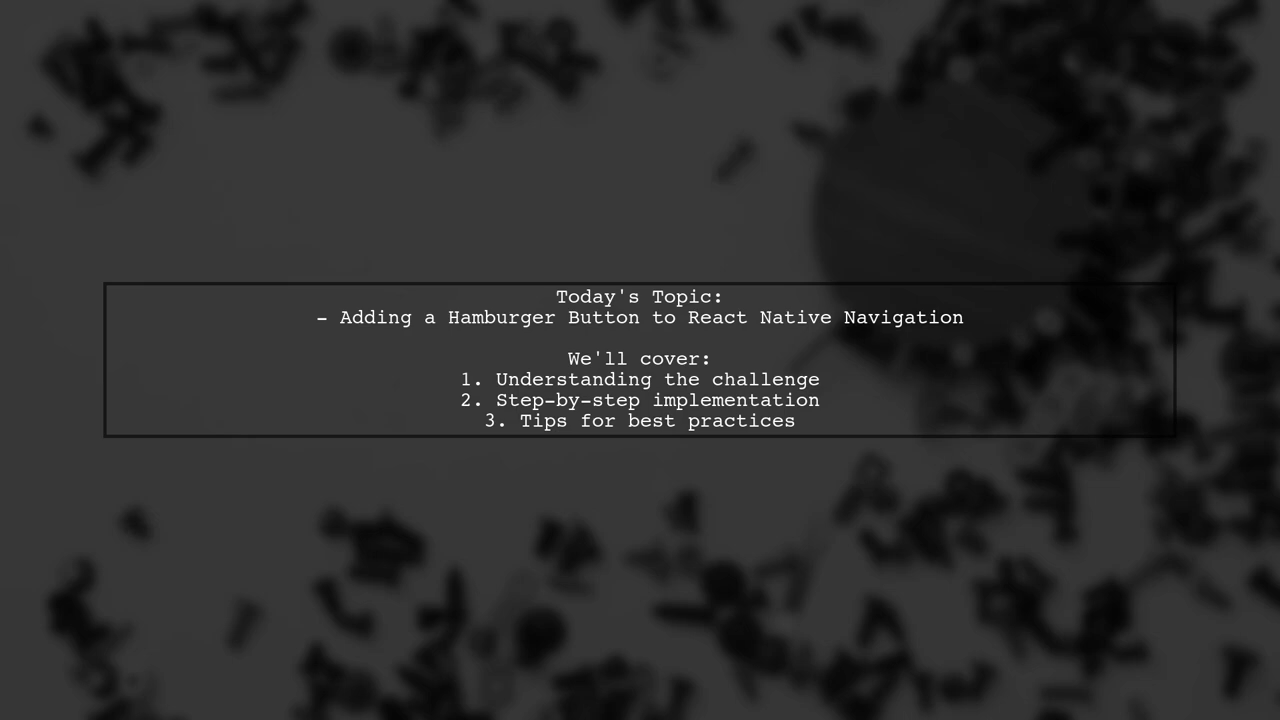 Today's Topic:
- Adding a Hamburger Button to React Native Navigation
We'll cover:
1. Understanding the challenge
2. Step-by-step implementation
3. Tips for best practices